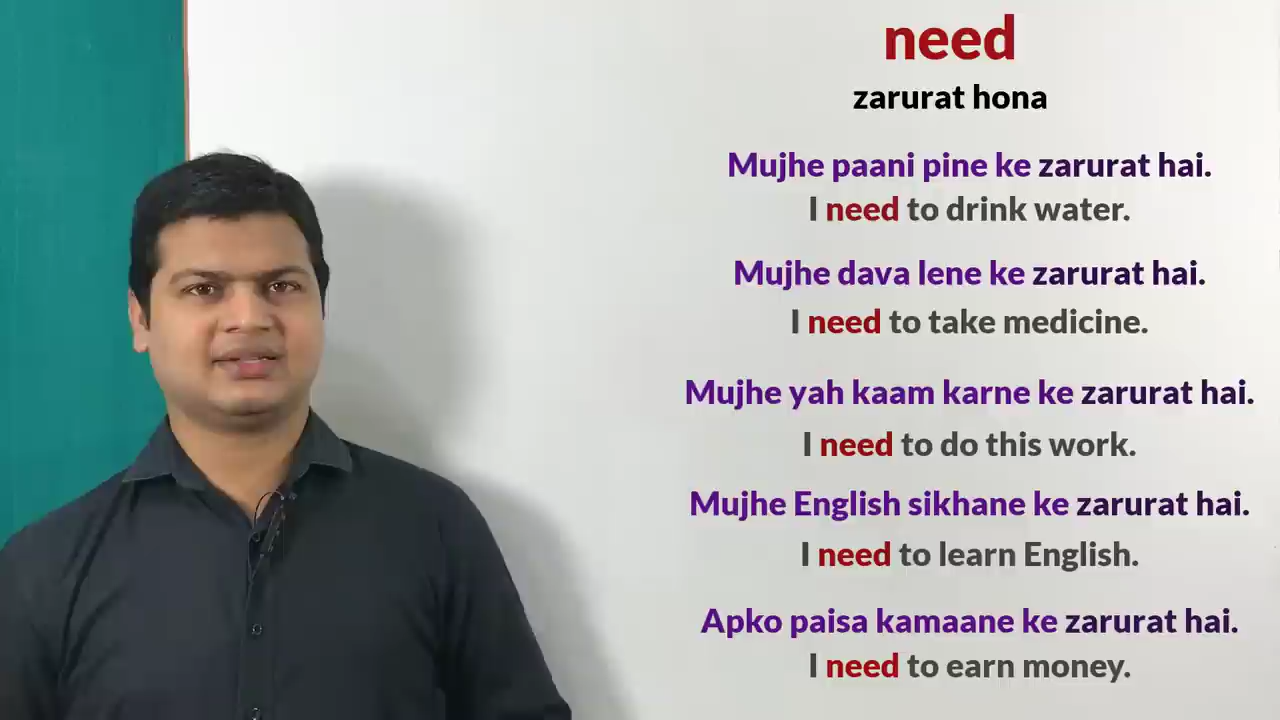 need
zarurat hona
Mujhe paani pine ke zarurat hai.
I need to drink water.
Mujhe dava lene ke zarurat hai.
I need to take medicine.
Mujhe yah kaam karne ke zarurat hai.
I need to do this work.
Mujhe English sikhane ke zarurat hai.
I need to learn English.
Apko paisa kamaane ke zarurat hai.
I need to earn money.